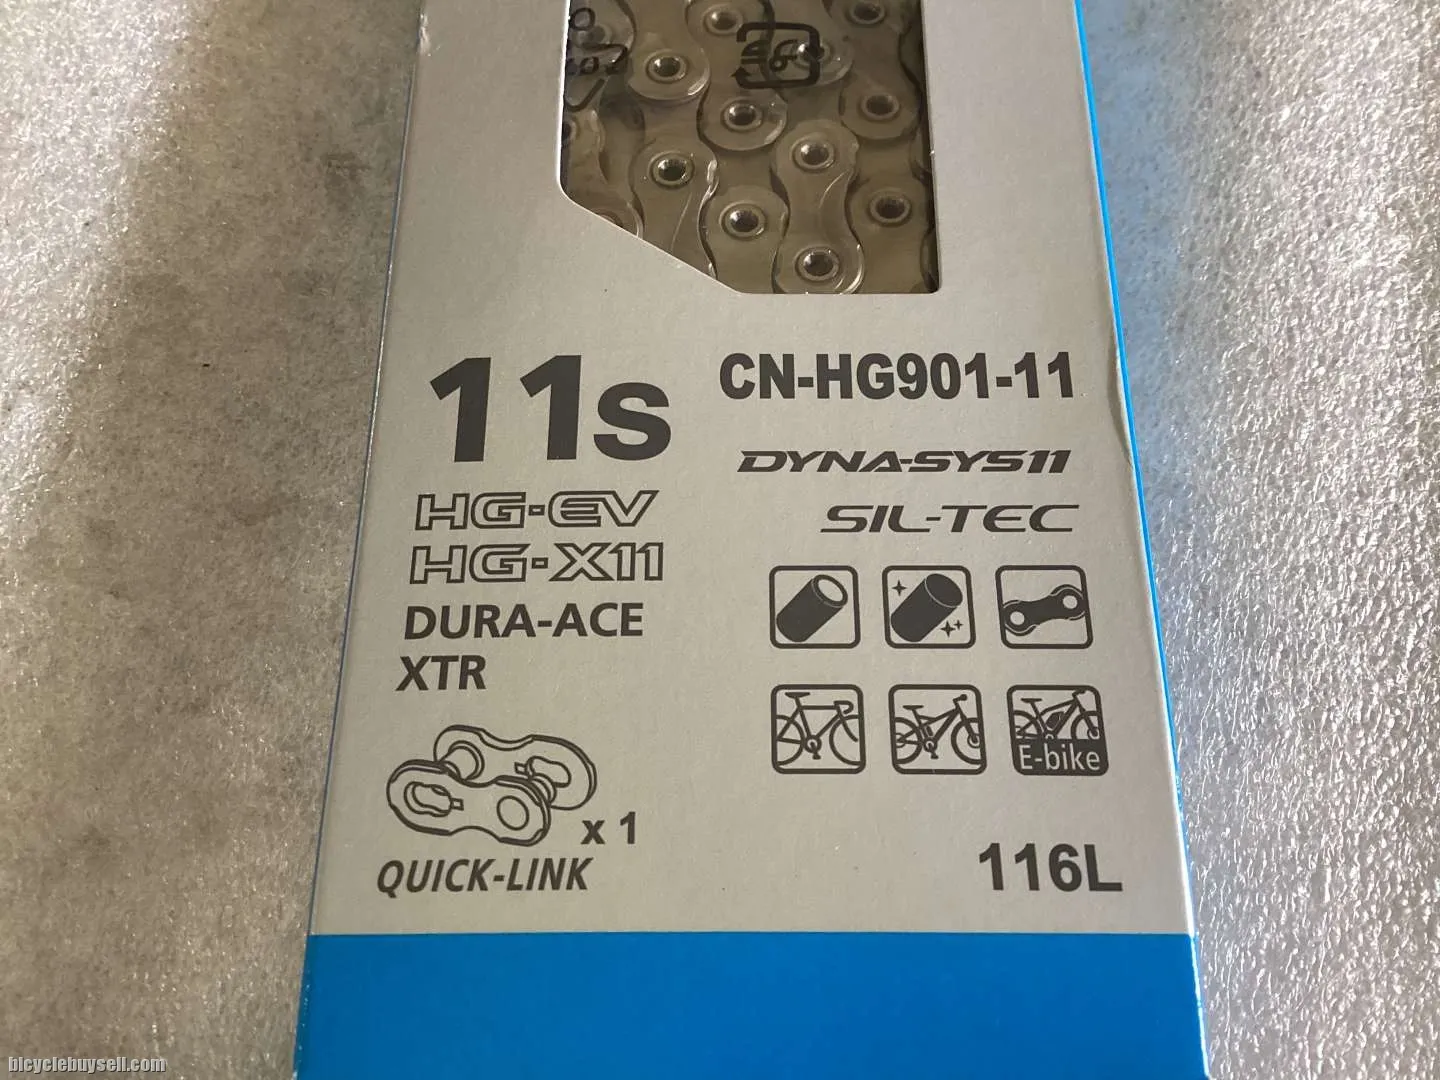 11s
CN-HG901-11
HG-EV
HG-X11
DYNA-SYS11
SIL-TEC
DURA-ACE
XTR
x 1
QUICK-LINK
E-bike
116L
bicyclebuysell.com